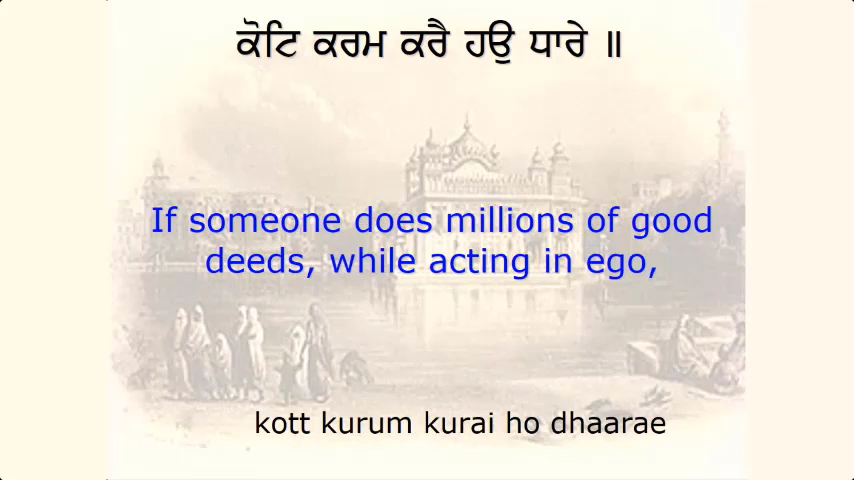 ਕੋਟਿ ਕਰਮ ਕਰੈ ਹਉ ਧਾਰੇ ॥
If someone does millions of good
deeds, while acting in ego,
kott kurum kurai ho dhaarae